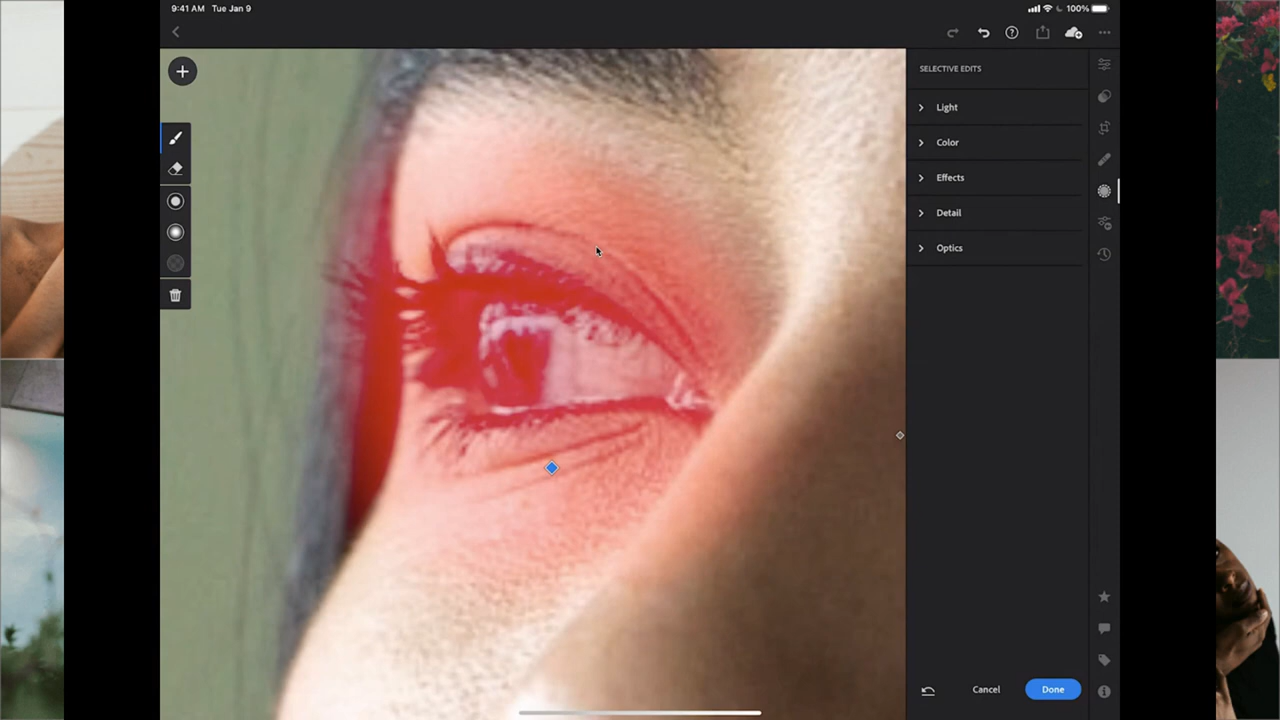 9:41 AM Tue Jan 9
100%
SELECTIVE EDITS
Light
Color
Effects
Detail
Optics
Cancel
Done